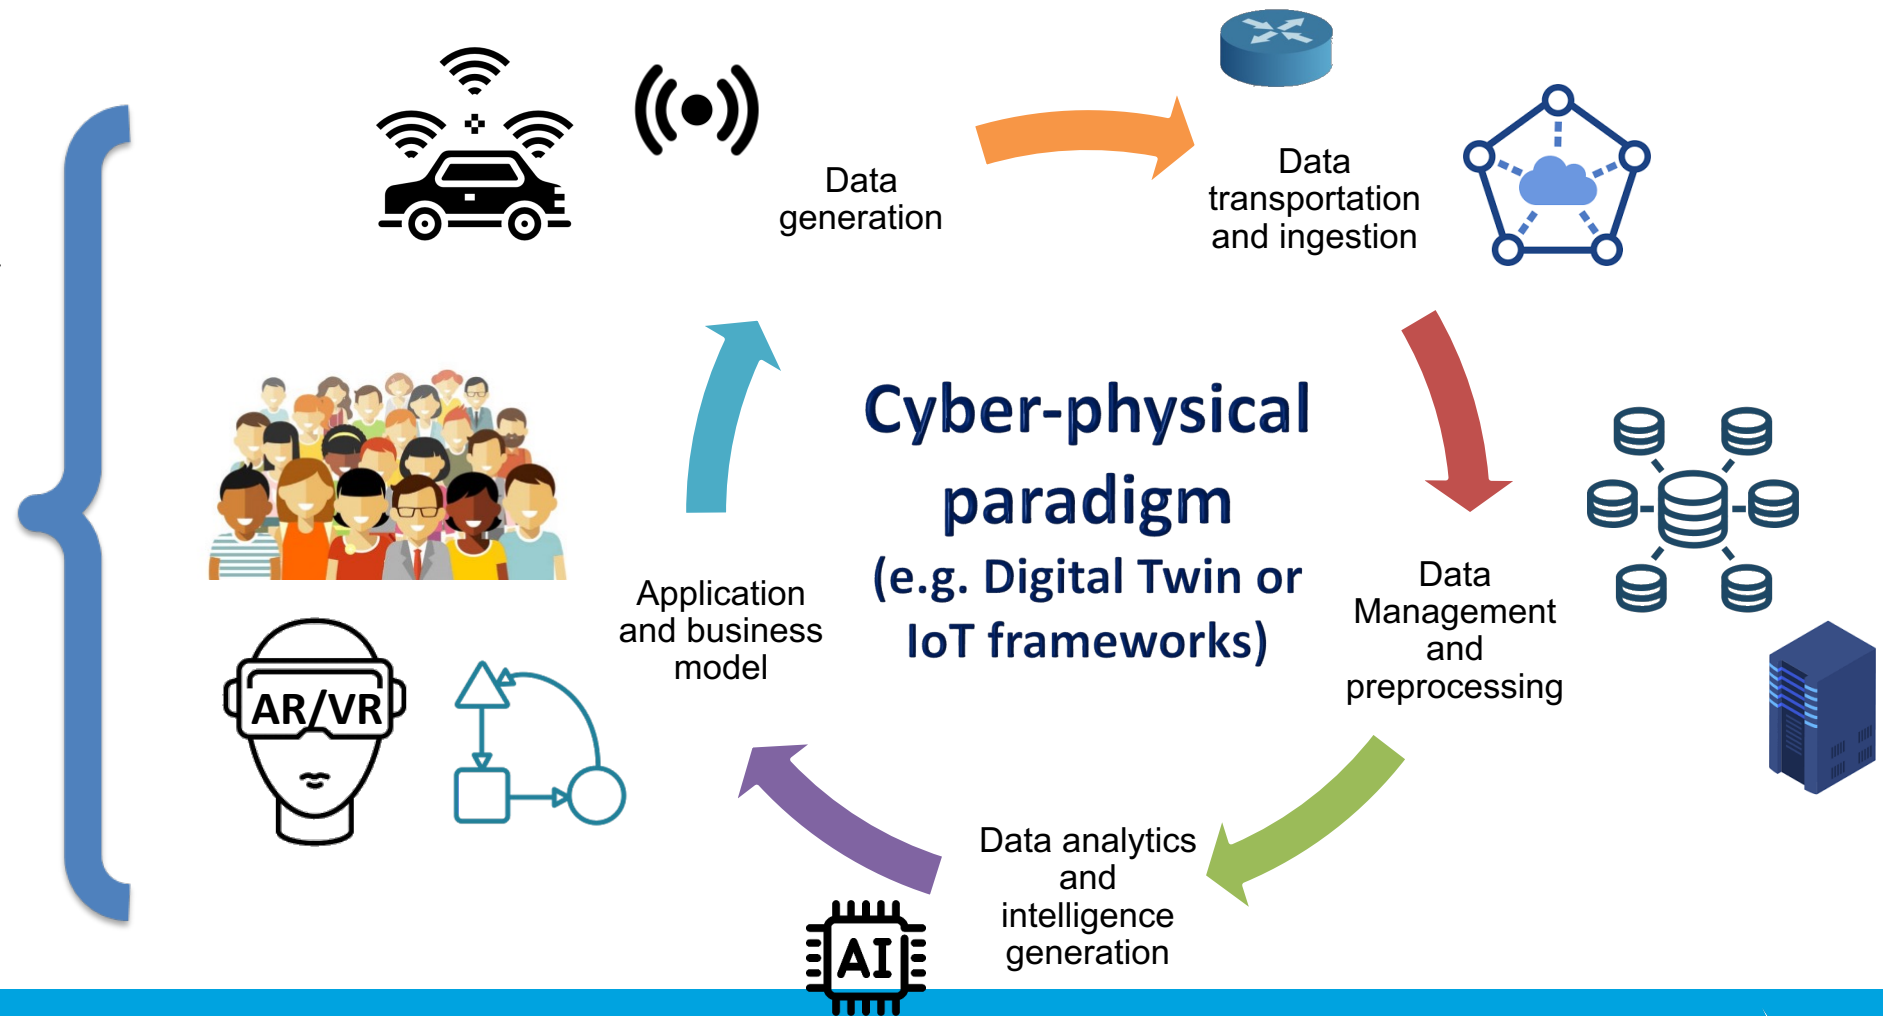 Data
generation
Data
transportation
and ingestion
Cyber-physical
paradigm
(e.g. Digital Twin or
IoT frameworks)
Application
and business
model
Data
Management
and
preprocessing
AR/VR
Data analytics
and
intelligence
generation
AI